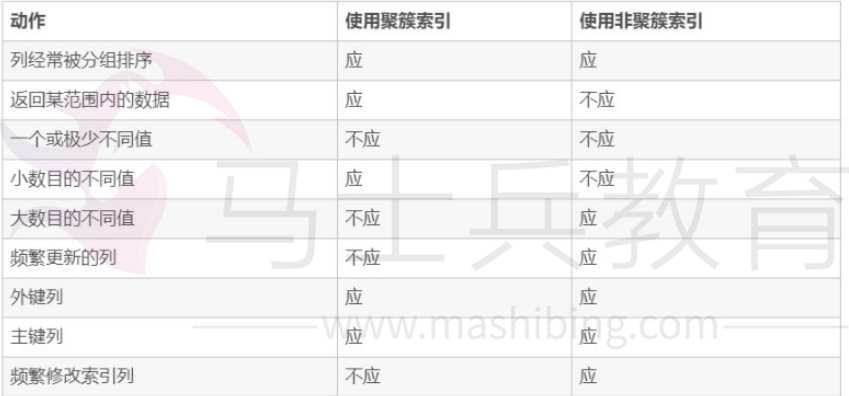 动作 使用聚簇索引 使用非聚簇索引
列经常被分组排序 应 应
返回某范围内的数据 应 不应
一个或极少不同值 不应 不应
小数目的不同值 应 不应
大数目的不同值 不应 应
频繁更新的列 不应 应
外键列 应 应
主键列 应 应
频繁修改索引列 不应 应
马士兵教育
www.mashibing.com